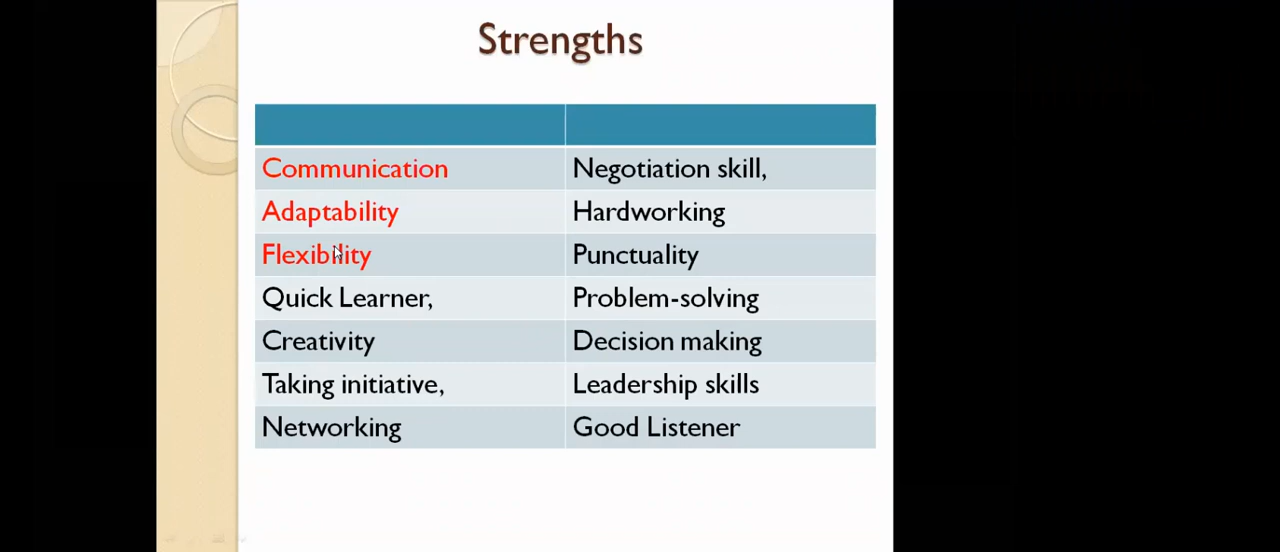 Strengths
Communication Negotiation skill,
Adaptability Hardworking
Flexibility Punctuality
Quick Learner, Problem-solving
Creativity Decision making
Taking initiative, Leadership skills
Networking Good Listener